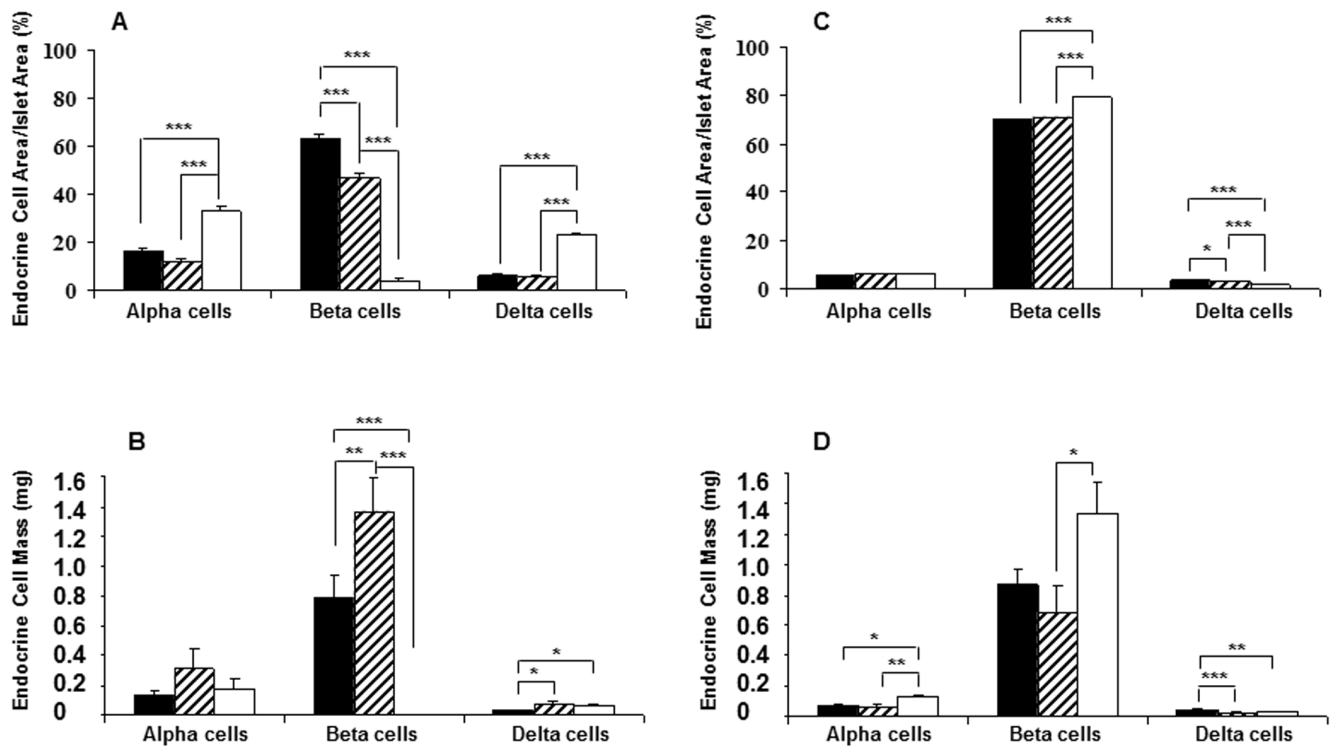 A
Endocrine Cell Area/Islet Area (%)
100
80
60
40
20
0
***
***
***
***
***
***
***
Alpha cells
Beta cells
Delta cells
C
Endocrine Cell Area/Islet Area (%)
100
80
60
40
20
0
***
***
***
*
***
Alpha cells
Beta cells
Delta cells
B
Endocrine Cell Mass (mg)
1.6
1.4
1.2
1.0
0.8
0.6
0.4
0.2
0
***
**
***
*
*
Alpha cells
Beta cells
Delta cells
D
Endocrine Cell Mass (mg)
1.6
1.4
1.2
1.0
0.8
0.6
0.4
0.2
0
*
**
*
**
***
Alpha cells
Beta cells
Delta cells